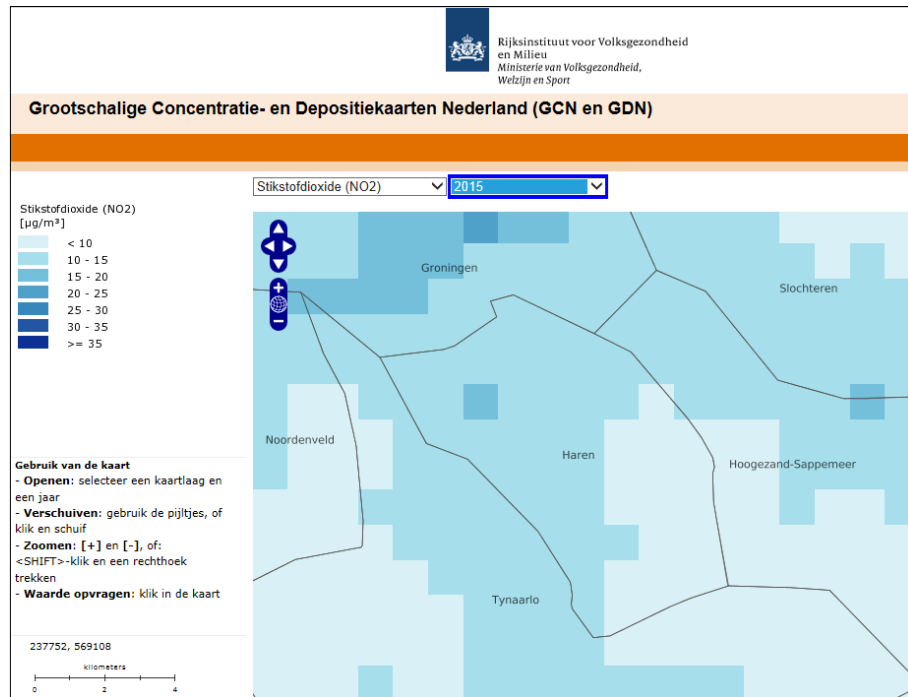 Rijksinstituut voor Volksgezondheid
en Milieu
Ministerie van Volksgezondheid,
Welzijn en Sport
Grootschalige Concentratie- en Depositiekaarten Nederland (GCN en GDN)
Stikstofdioxide (NO2)
2015
Stikstofdioxide (NO2)
[µg/m³]
< 10
10 - 15
15 - 20
20 - 25
25 - 30
30 - 35
>= 35
Groningen
Slochteren
Noordenveld
Haren
Hoogezand-Sappemeer
Tynaarlo
Gebruik van de kaart
- Openen: selecteer een kaartlaag en
een jaar
- Verschuiven: gebruik de pijltjes, of
klik en schuif
- Zoomen: [+] en [-], of:
<SHIFT>-klik en een rechthoek
trekken
- Waarde opvragen: klik in de kaart
237752, 569108
kilometers
0 2 4